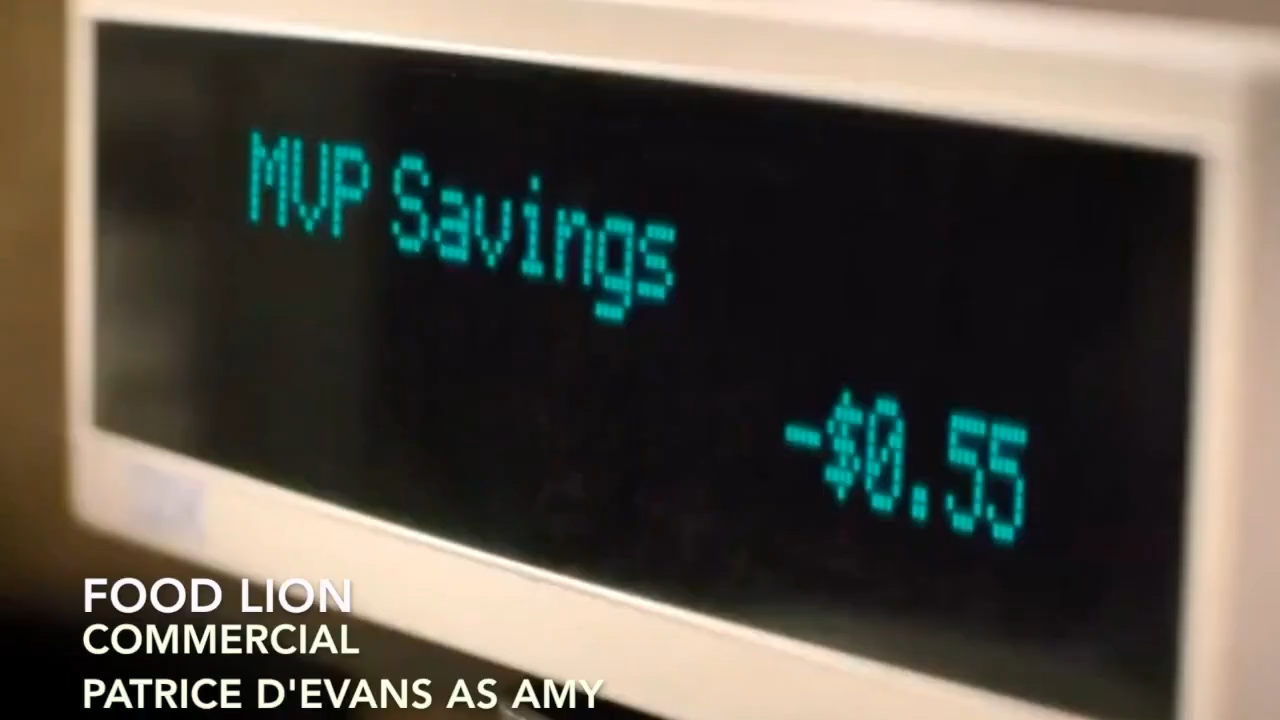 MVP Savings
-$0.55
FOOD LION
COMMERCIAL
PATRICE D'EVANS AS AMY